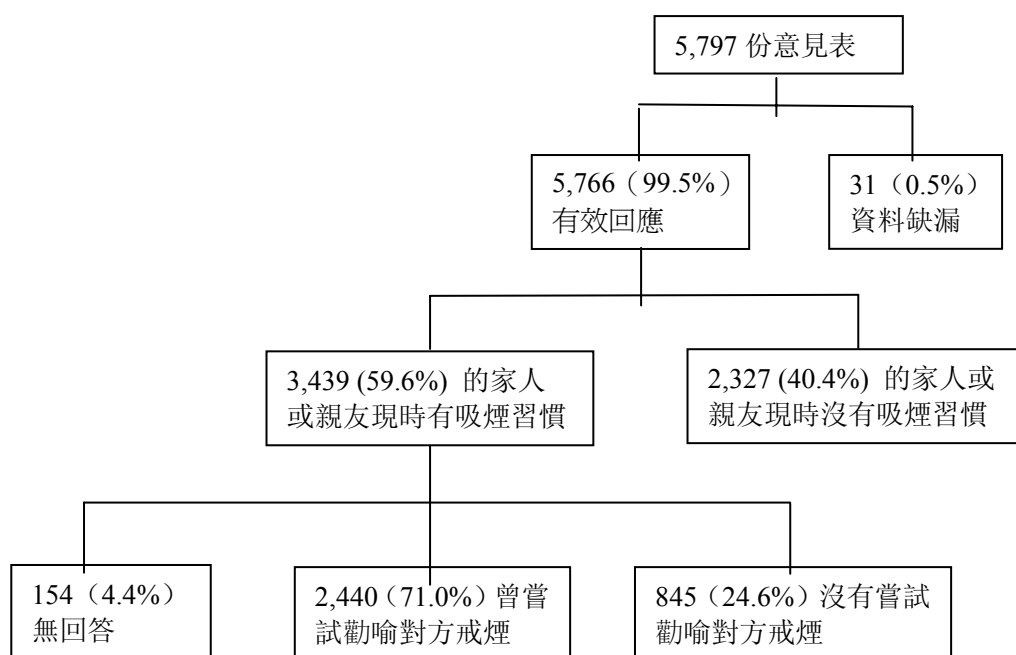 5,797 份意見表
5,766（99.5%）
有效回應
31（0.5%）
資料缺漏
3,439 (59.6%) 的家人
或親友現時有吸煙習慣
2,327 (40.4%) 的家人或
親友現時沒有吸煙習慣
154（4.4%）
無回答
2,440（71.0%）曾嘗
試勸喻對方戒煙
845（24.6%）沒有嘗試
勸喻對方戒煙